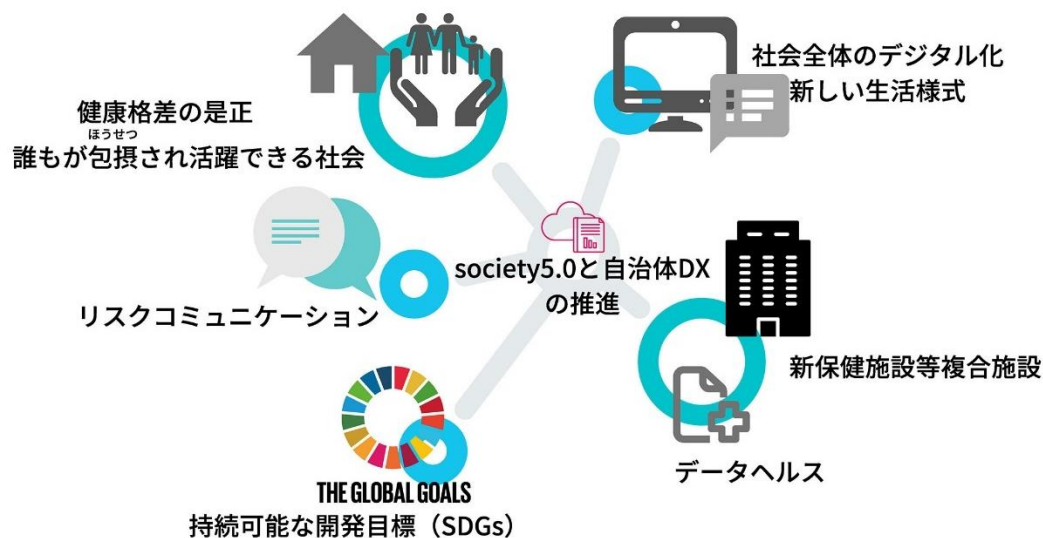 社会全体のデジタル化
新しい生活様式
健康格差の是正
ほうせつ
誰もが包摂され活躍できる社会
society5.0と自治体DX
の推進
リスクコミュニケーション
新保健施設等複合施設
データヘルス
THE GLOBAL GOALS
持続可能な開発目標（SDGs）